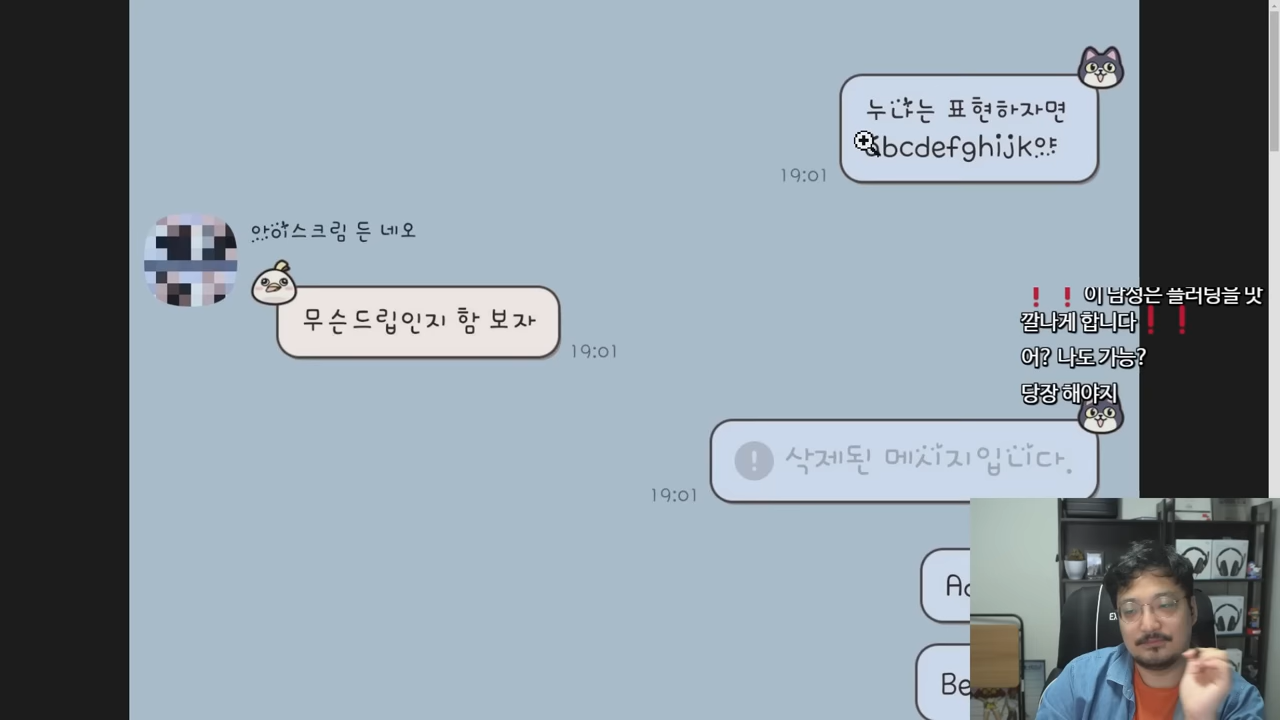 누나는 표현하자면
abcdefghijk야
19:01
안이스크림 든 네오
무슨드립인지 함 보자
19:01
❗ ❗ 이 남성은 플러팅을 맛
깔나게 합니다❗ ❗
어? 나도 가능?
당장 해야지
삭제된 메시지입니다.
19:01